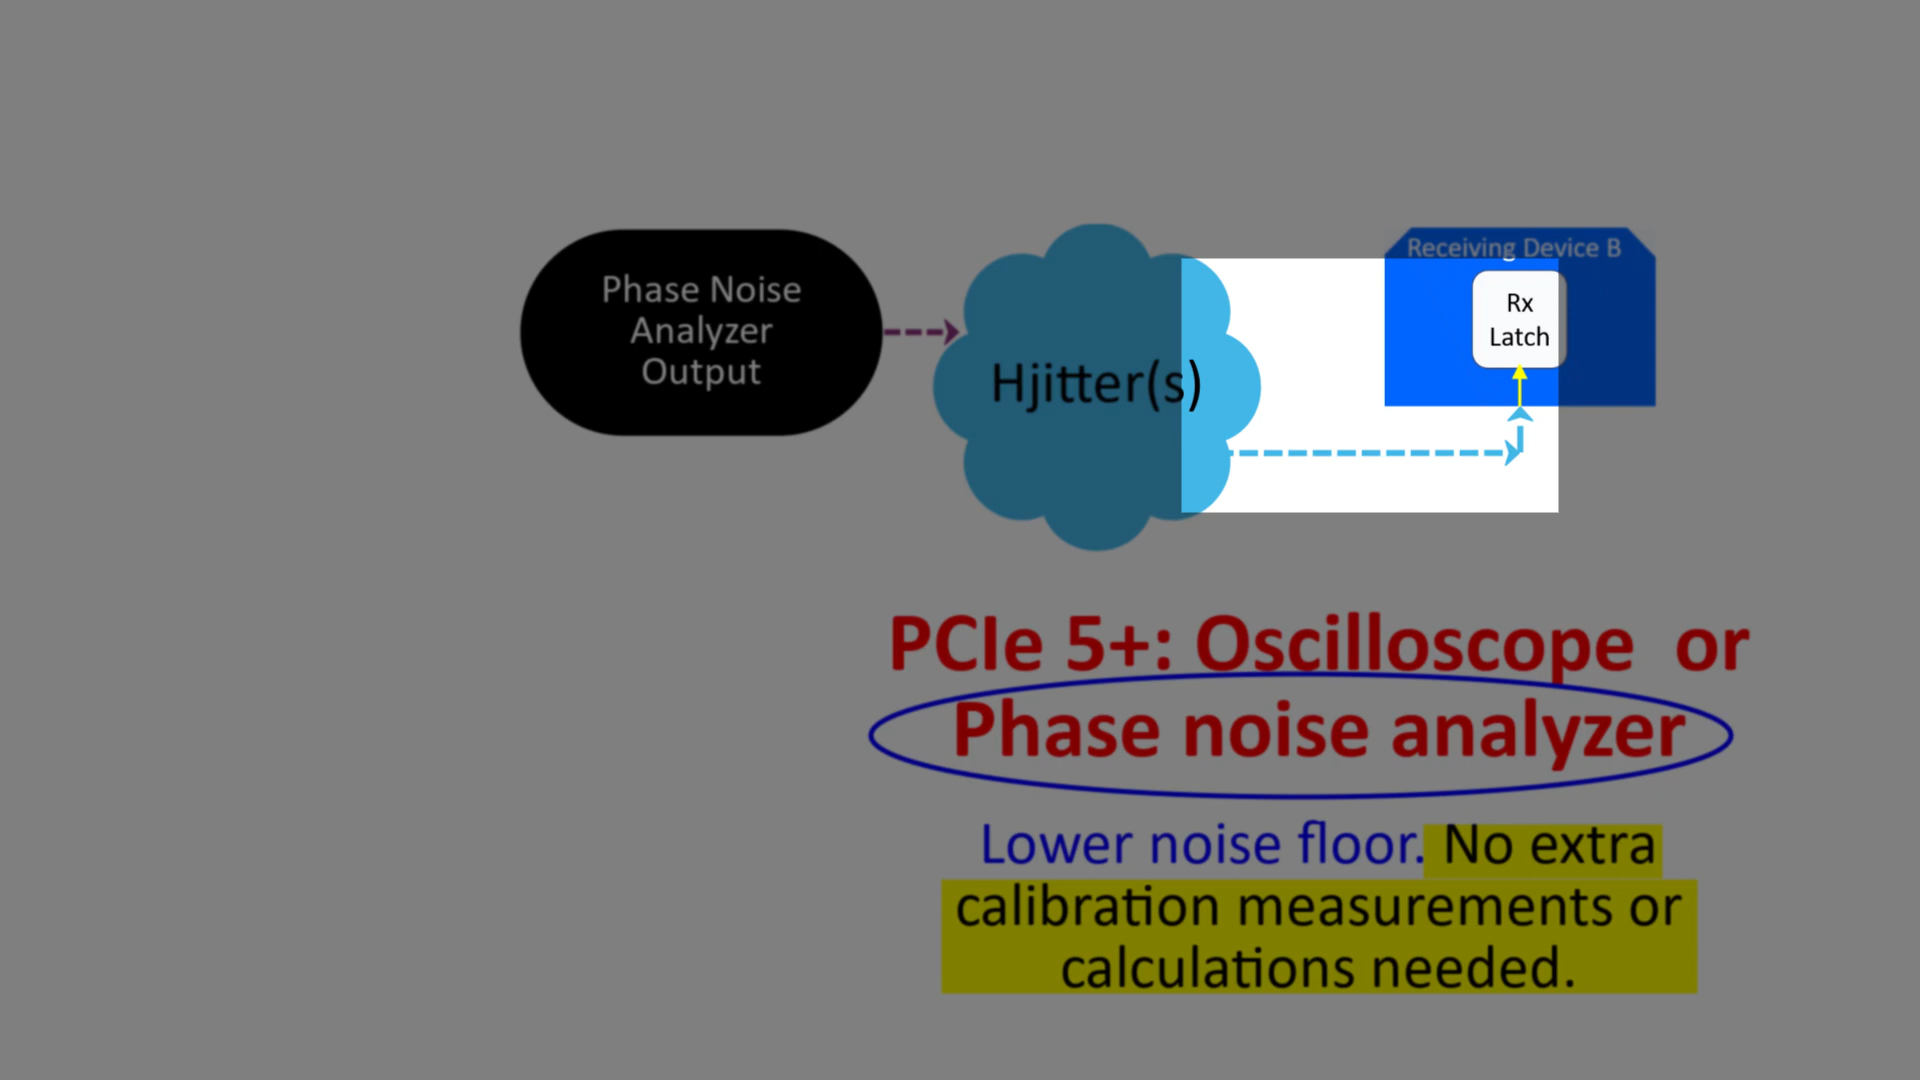 Phase Noise
Analyzer
Output
Hjitter(s)
Receiving Device B
Rx
Latch
PCIe 5+: Oscilloscope or
Phase noise analyzer
Lower noise floor. No extra
calibration measurements or
calculations needed.